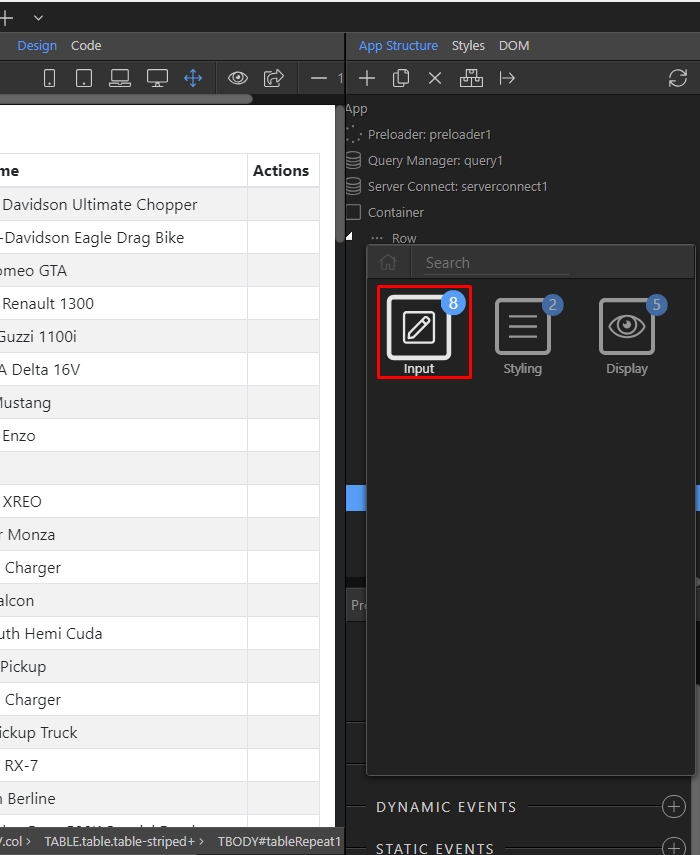 Design Code
App Structure Styles DOM
1
App
Preloader: preloader1
Query Manager: query1
Server Connect: serverconnect1
Container
Row
Search
8
2
5
Input
Styling
Display
me Actions
Davidson Ultimate Chopper
-Davidson Eagle Drag Bike
omeo GTA
Renault 1300
Guzzi 1100i
A Delta 16V
Mustang
Enzo
XREO
r Monza
Charger
alcon
uth Hemi Cuda
Pickup
Charger
ickup Truck
RX-7
n Berline
Pr
DYNAMIC EVENTS
STATIC EVENTS
/.col > TABLE.table.table-striped+ > TBODY#tableRepeat1